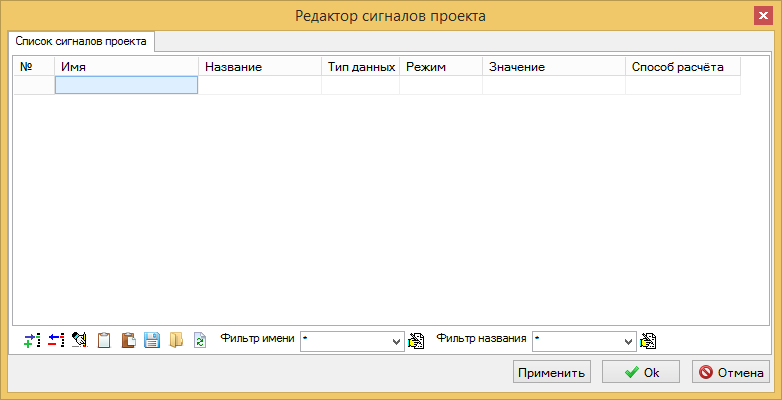 Редактор сигналов проекта
Список сигналов проекта
№ Имя Название Тип данных Режим Значение Способ расчёта
Фильтр имени * Фильтр названия *
Применить Ok Отмена